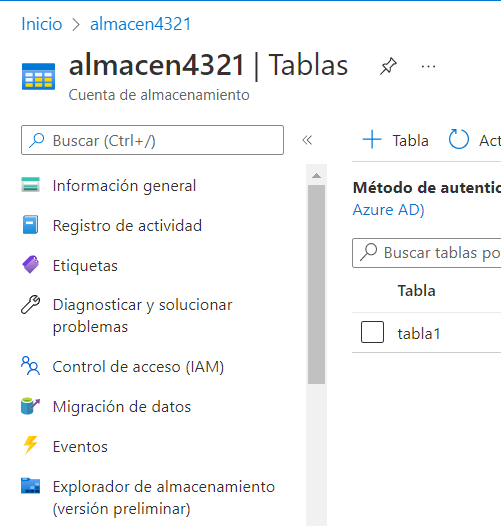 Inicio > almacen4321
almacen4321 | Tablas
Cuenta de almacenamiento
Buscar (Ctrl+/)
Información general
Registro de actividad
Etiquetas
Diagnosticar y solucionar
problemas
Control de acceso (IAM)
Migración de datos
Eventos
Explorador de almacenamiento
(versión preliminar)
Tabla
Act
Método de autentic
Azure AD)
Buscar tablas po
Tabla
tabla1